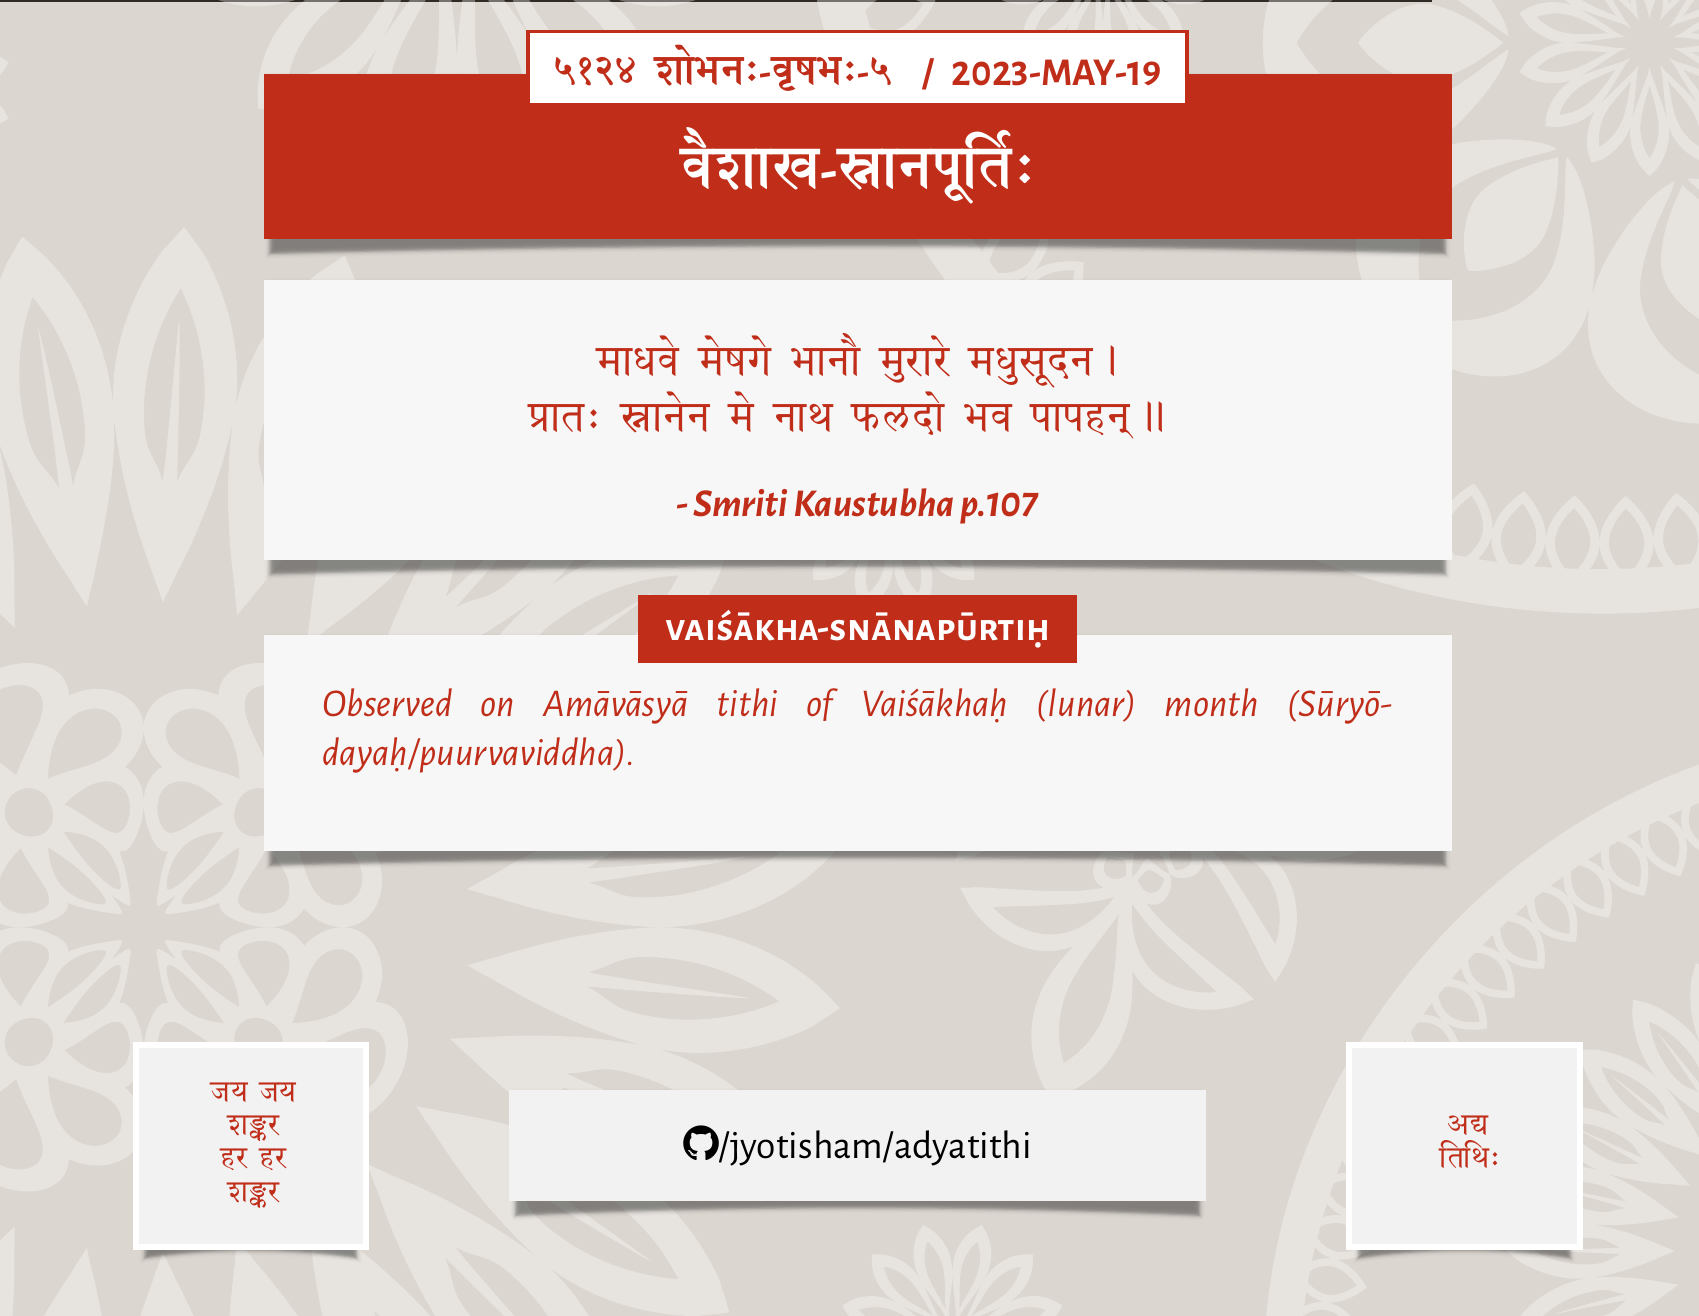 ५१२४ शोभनः-वृषभः-५ / 2023-MAY-19
वैशाख-स्नानपूर्तिः
माधवे मेषगे भानौ मुरारे मधुसूदन।
प्रातः स्नानेन मे नाथ फलदो भव पापहन्॥
- Smriti Kaustubha p.107
VAIŚĀKHA-SNĀNAPŪRTIḤ
Observed on Amāvāsyā tithi of Vaiśākhaḥ (lunar) month (Sūryō-
dayaḥ/puurvaviddha).
जय जय
शङ्कर
हर हर
शङ्कर
/jyotisham/adyatithi
अद्य
तिथिः